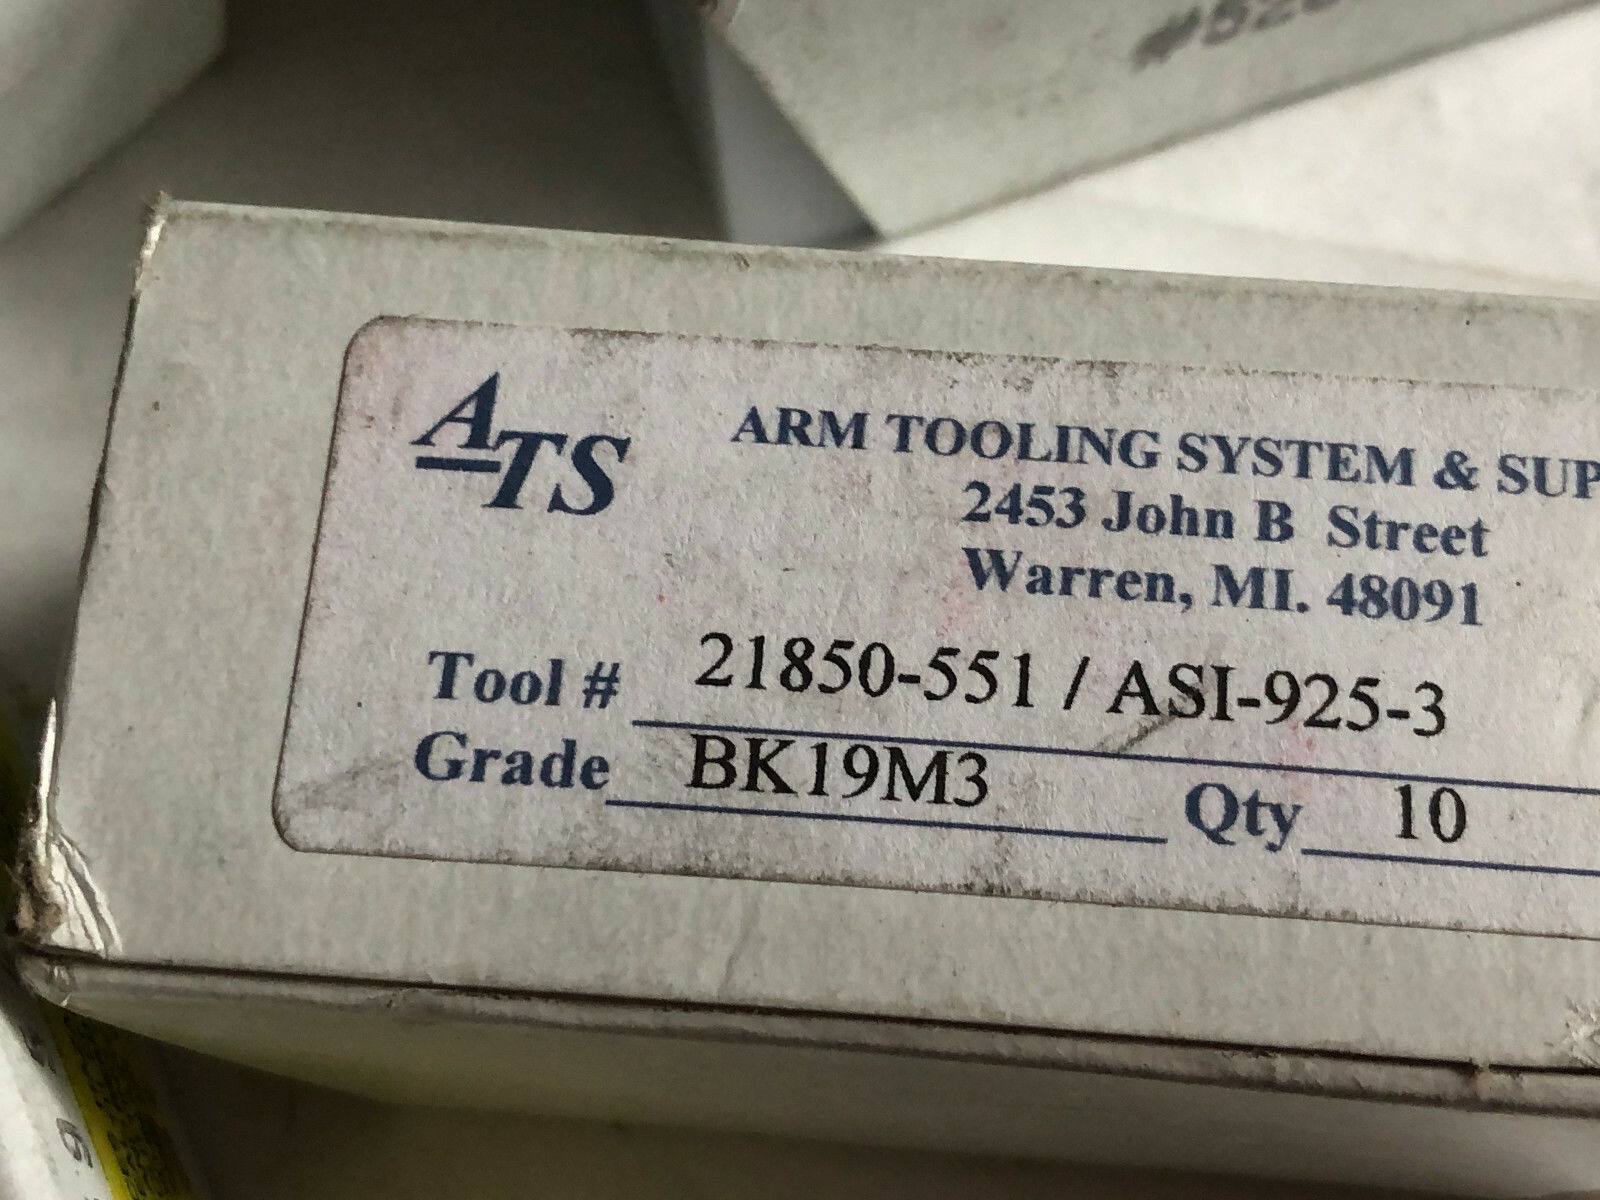 ATS
ARM TOOLING SYSTEM & SUP
2453 John B Street
Warren, MI. 48091
Tool # 21850-551 / ASI-925-3
Grade BK19M3 Qty 10